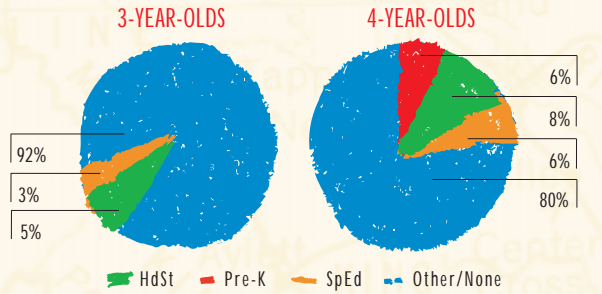 3-YEAR-OLDS
4-YEAR-OLDS
92%
3%
5%
6%
8%
6%
80%
HdSt Pre-K SpEd Other/None